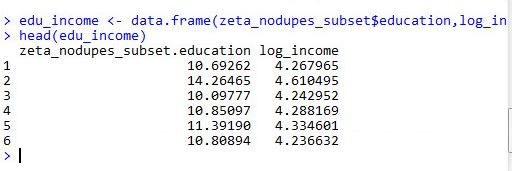 > edu_income <- data.frame(zeta_nodupes_subset$education,log_in
> head(edu_income)
  zeta_nodupes_subset.education log_income
1                      10.69262   4.267965
2                      14.26465   4.610495
3                      10.09777   4.242952
4                      10.85097   4.288169
5                      11.39190   4.334601
6                      10.80894   4.236632
>